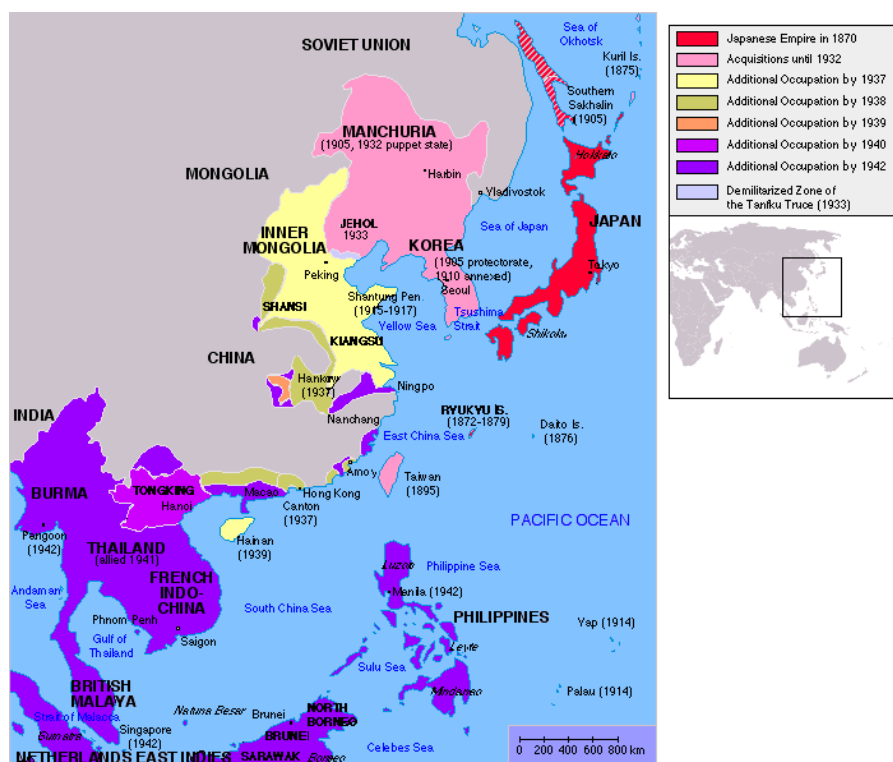 SOVIET UNION
Sea of
Okhotsk
Kuril Is.
(1875)
Southern
Sakhalin
(1905)
MANCHURIA
(1905, 1932 puppet state)
Harbin
Hokkaido
MONGOLIA
Vladivostok
Sea of Japan
JAPAN
JEHOL
1933
INNER
MONGOLIA
KOREA
(1905 protectorate,
1910 annexed)
Peking
Seoul
Tokyo
SHANSI
Shantung Pen.
(1915-1917)
Tsushima
Strait
Yellow Sea
Shikoku
KIANGSU
CHINA
Hankow
(1937)
Ningpo
Nanchang
INDIA
RYUKYU IS.
(1872-1879)
Daito Is.
(1876)
East China Sea
Amoy
Taiwan
(1895)
BURMA
TONGKING
Hanoi
Macao
Hong Kong
Canton
(1937)
PACIFIC OCEAN
Rangoon
(1942)
THAILAND
(allied 1941)
Hainan
(1939)
FRENCH
INDO-
CHINA
Luzon
Philippine Sea
Andaman
Sea
Manila (1942)
South China Sea
PHILIPPINES
Phnom Penh
Yap (1914)
Gulf of
Thailand
Saigon
Leyte
Sulu Sea
BRITISH
MALAYA
Mindanao
Palau (1914)
Strait of Malacca
Natuna Besar
Brunei
NORTH
BORNEO
Singapore
(1942)
Sumatra
BRUNEI
Celebes Sea
NETHERLANDS EAST INDIES
SARAWAK
Borneo
0 200 400 600 800 km
Japanese Empire in 1870
Acquisitions until 1932
Additional Occupation by 1937
Additional Occupation by 1938
Additional Occupation by 1939
Additional Occupation by 1940
Additional Occupation by 1942
Demilitarized Zone of
the Tanfku Truce (1933)